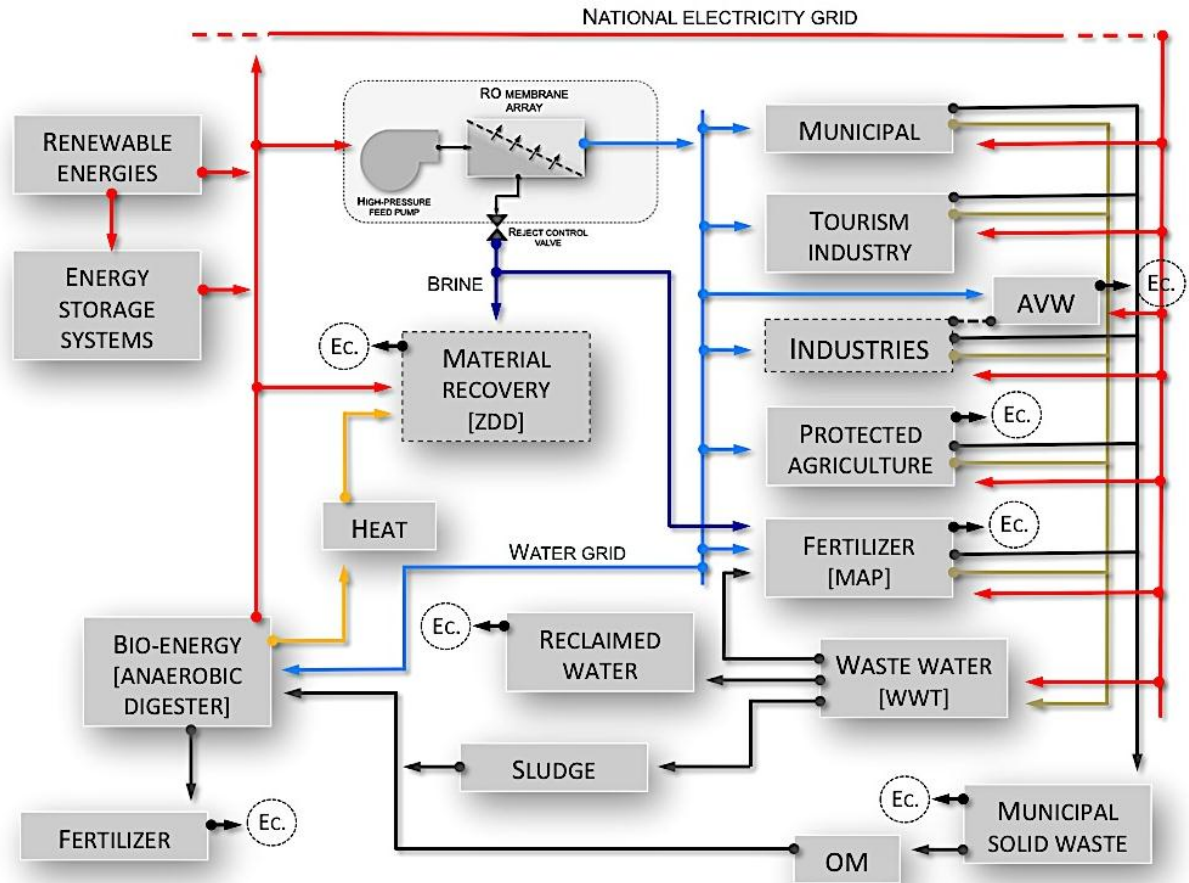 NATIONAL ELECTRICITY GRID
RENEWABLE
ENERGIES
ENERGY
STORAGE
SYSTEMS
RO MEMBRANE
ARRAY
HIGH-PRESSURE
FEED PUMP
REJECT CONTROL
VALVE
BRINE
Ec.
MATERIAL
RECOVERY
[ZDD]
HEAT
WATER GRID
MUNICIPAL
TOURISM
INDUSTRY
AVW
Ec.
INDUSTRIES
PROTECTED
AGRICULTURE
Ec.
FERTILIZER
[MAP]
Ec.
BIO-ENERGY
[ANAEROBIC
DIGESTER]
Ec.
RECLAIMED
WATER
WASTE WATER
[WWT]
SLUDGE
FERTILIZER
Ec.
OM
Ec.
MUNICIPAL
SOLID WASTE